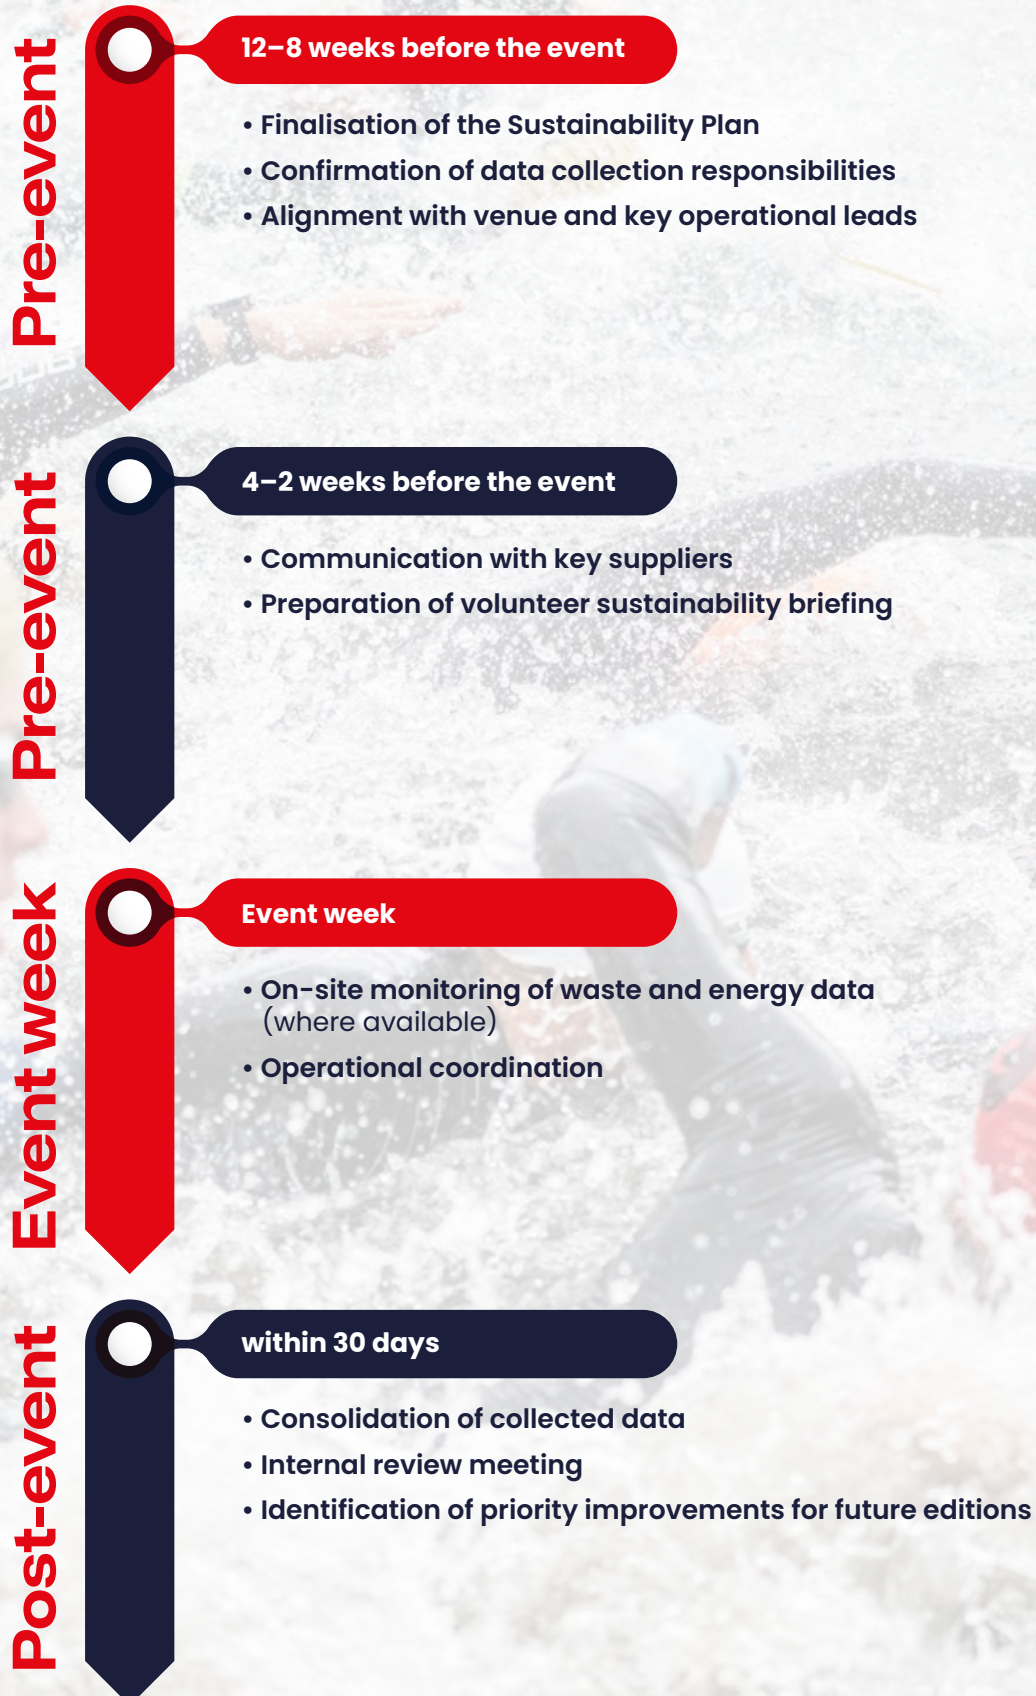 Pre-event
12–8 weeks before the event
• Finalisation of the Sustainability Plan
• Confirmation of data collection responsibilities
• Alignment with venue and key operational leads
Pre-event
4–2 weeks before the event
• Communication with key suppliers
• Preparation of volunteer sustainability briefing
Event week
Event week
• On-site monitoring of waste and energy data
(where available)
• Operational coordination
Post-event
within 30 days
• Consolidation of collected data
• Internal review meeting
• Identification of priority improvements for future editions